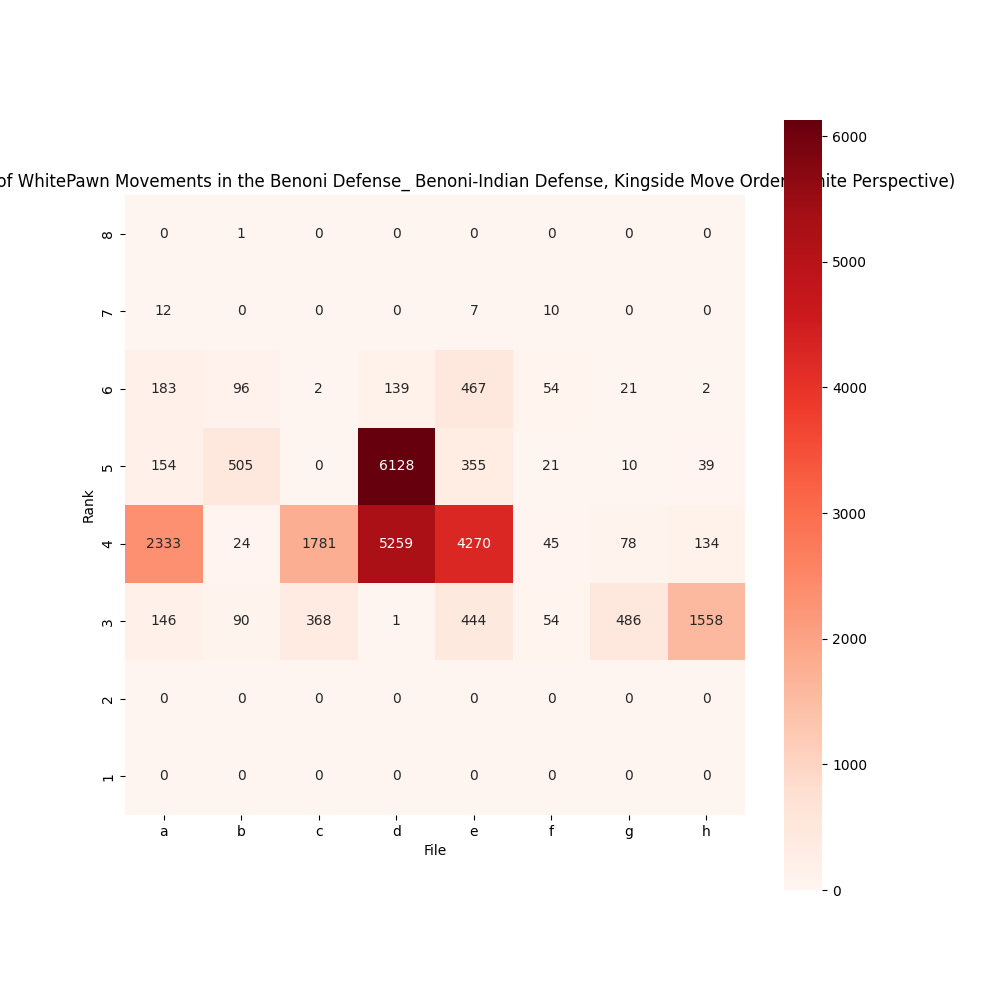 of WhitePawn Movements in the Benoni Defense_ Benoni-Indian Defense, Kingside Move Order Perspective)
8 0 1 0 0 0 0 0 0
7 12 0 0 0 7 10 0 0
6 183 96 2 139 467 54 21 2
5 154 505 0 6128 355 21 10 39
4 2333 24 1781 5259 4270 45 78 134
3 146 90 368 1 444 54 486 1558
2 0 0 0 0 0 0 0 0
1 0 0 0 0 0 0 0 0
a b c d e f g h
File
Rank
6000
5000
4000
3000
2000
1000
0